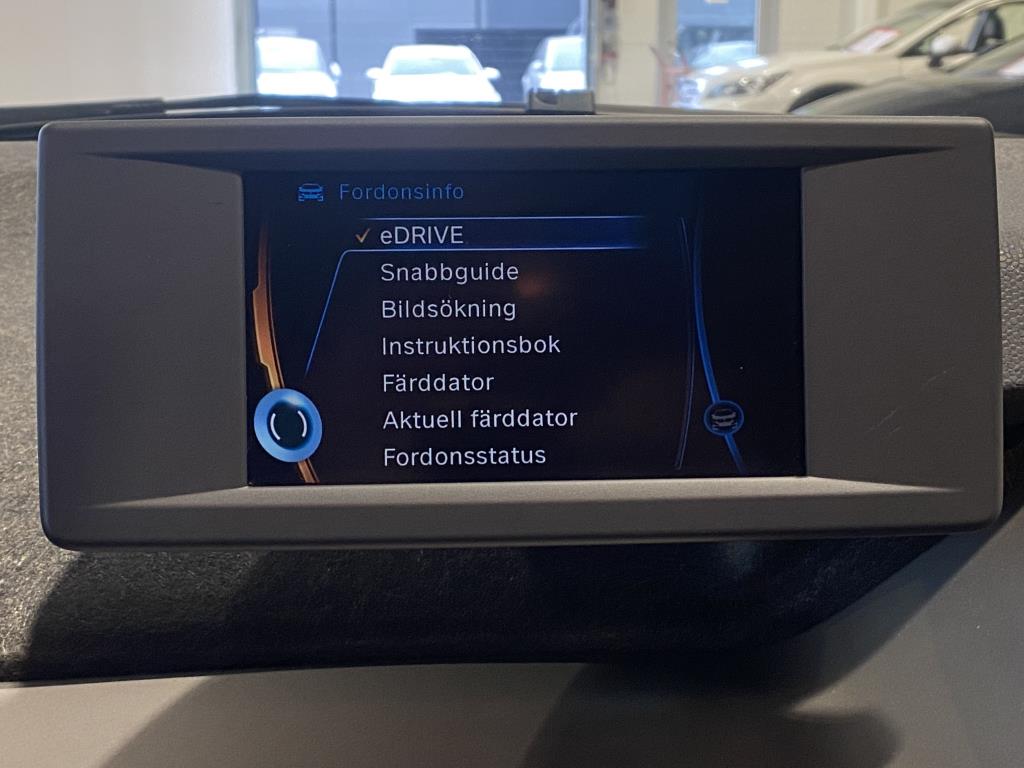 Fordonsinfo
eDRIVE
Snabbguide
Bildsökning
Instruktionsbok
Färddator
Aktuell färddator
Fordonsstatus